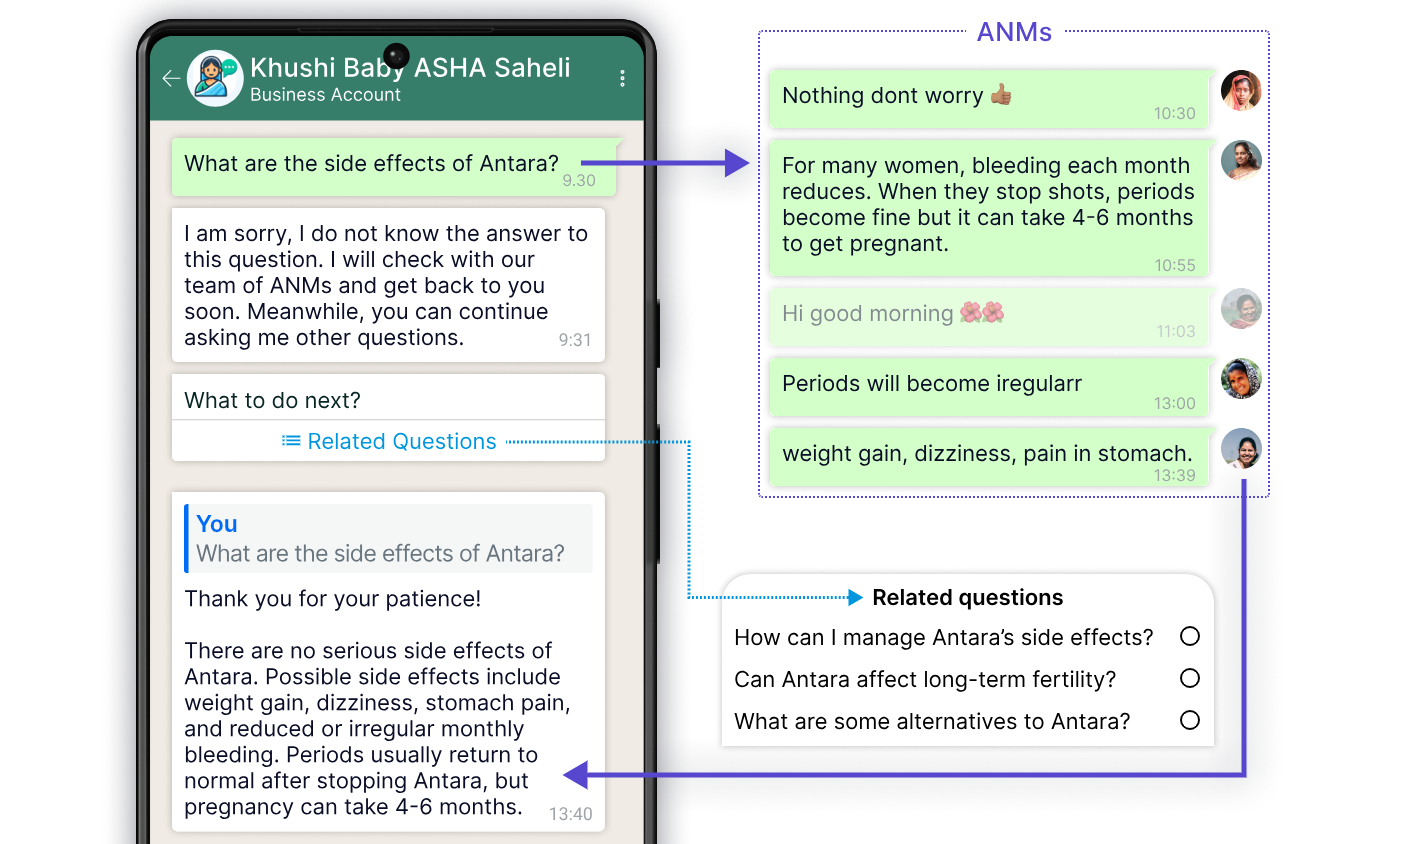 Khushi Baby ASHA Saheli
Business Account
What are the side effects of Antara?
9.30
I am sorry, I do not know the answer to
this question. I will check with our
team of ANMs and get back to you
soon. Meanwhile, you can continue
asking me other questions.
9:31
What to do next?
Related Questions
You
What are the side effects of Antara?
Thank you for your patience!
There are no serious side effects of
Antara. Possible side effects include
weight gain, dizziness, stomach pain,
and reduced or irregular monthly
bleeding. Periods usually return to
normal after stopping Antara, but
pregnancy can take 4-6 months.
13:40
ANMs
Nothing dont worry 👍🏽
10:30
For many women, bleeding each month
reduces. When they stop shots, periods
become fine but it can take 4-6 months
to get pregnant.
10:55
Hi good morning 🌺🌺
11:03
Periods will become iregularr
13:00
weight gain, dizziness, pain in stomach.
13:39
Related questions
How can I manage Antara’s side effects?
Can Antara affect long-term fertility?
What are some alternatives to Antara?